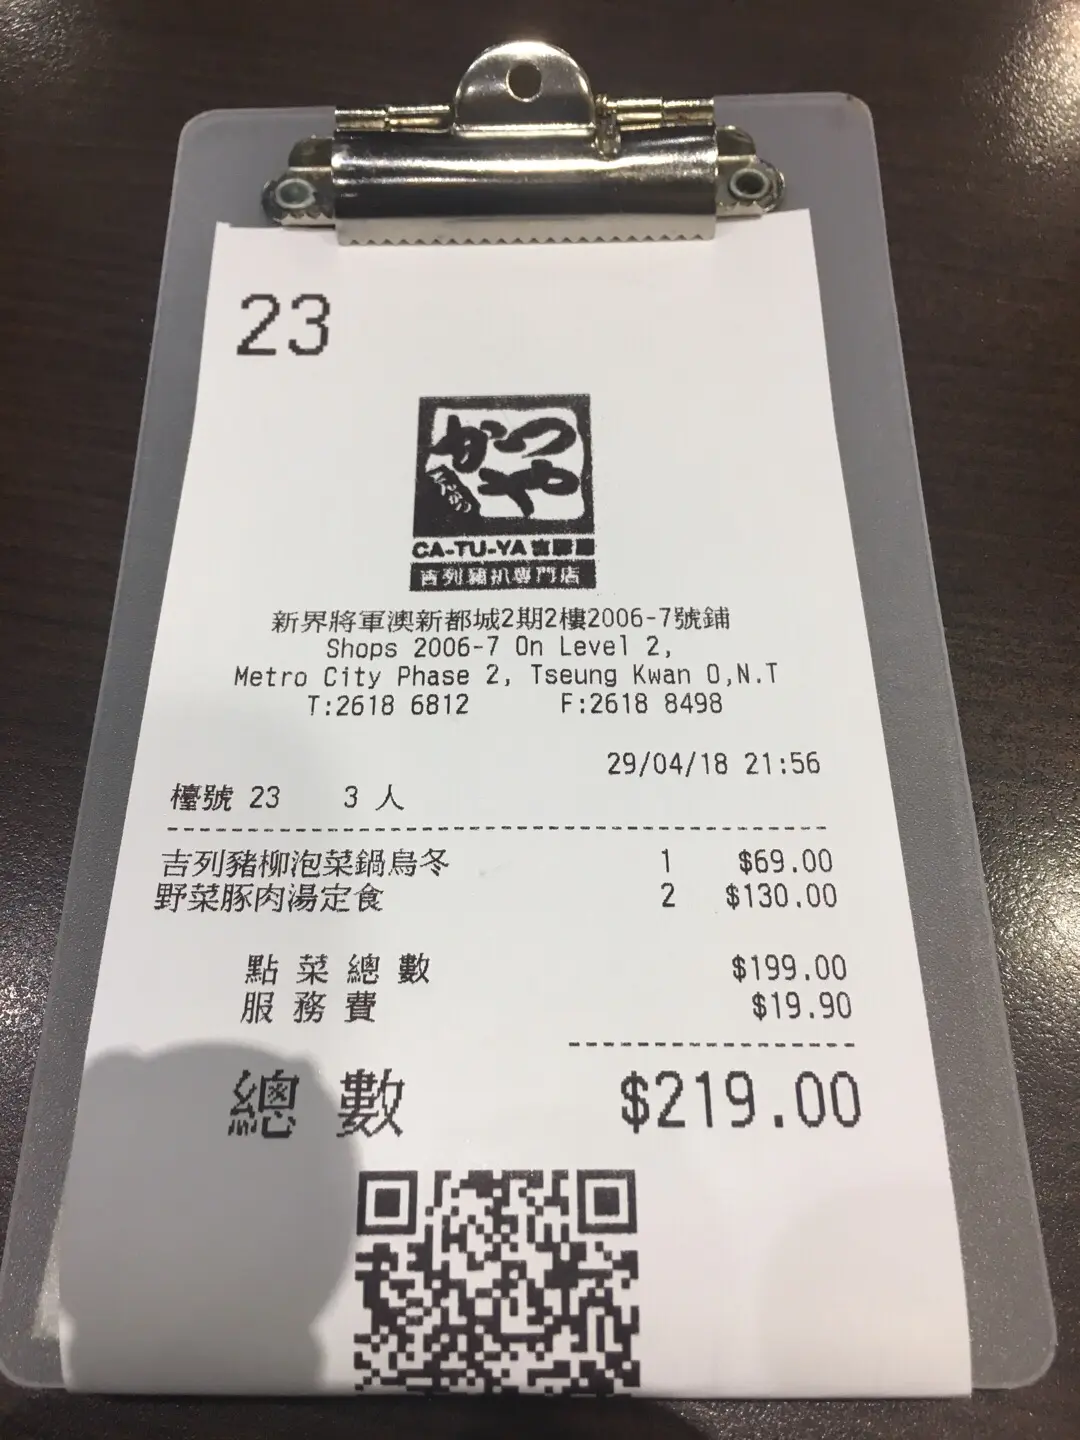 23
かつや
CA-TU-YA 吉豚屋
吉列豬扒專門店
新界將軍澳新都城2期2樓2006-7號鋪
Shops 2006-7 On Level 2,
Metro City Phase 2, Tseung Kwan O,N.T
T:2618 6812 F:2618 8498
29/04/18 21:56
檯號 23 3 人
吉列豬柳泡菜鍋烏冬 1 $69.00
野菜豚肉湯定食 2 $130.00
點菜總數 $199.00
服務費 $19.90
總數 $219.00